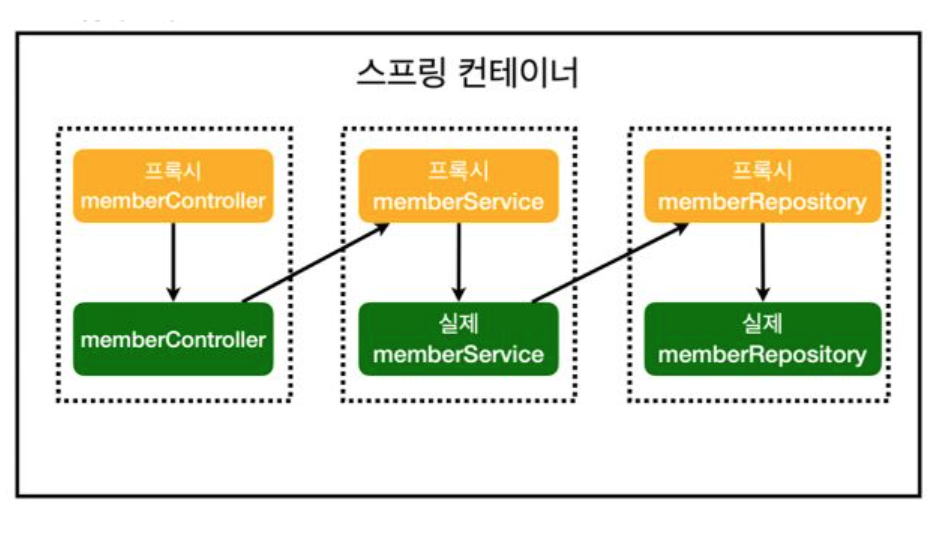 스프링 컨테이너
프록시
memberController
프록시
memberService
프록시
memberRepository
memberController
실제
memberService
실제
memberRepository